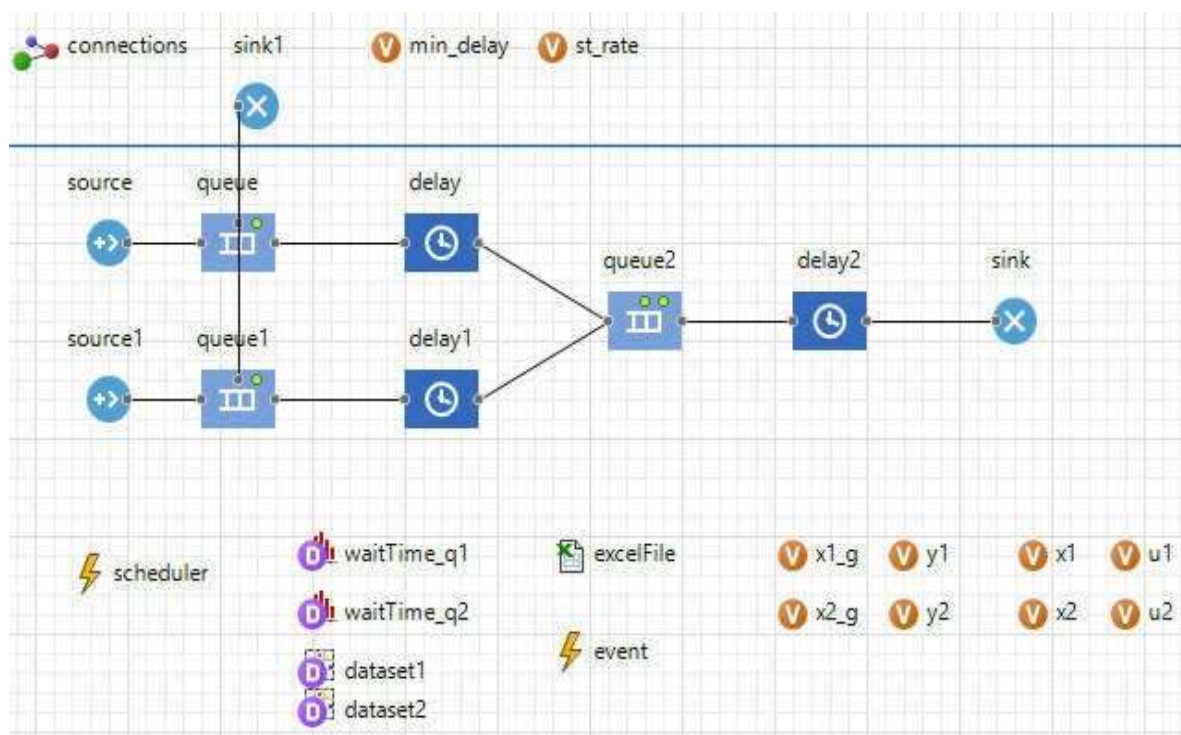 connections sink1 min_delay st_rate
source queue delay
queue2 delay2 sink
source1 queue1 delay1
waitTime_q1 excelFile x1_g y1 x1 u1
scheduler
waitTime_q2 x2_g y2 x2 u2
event
dataset1
dataset2